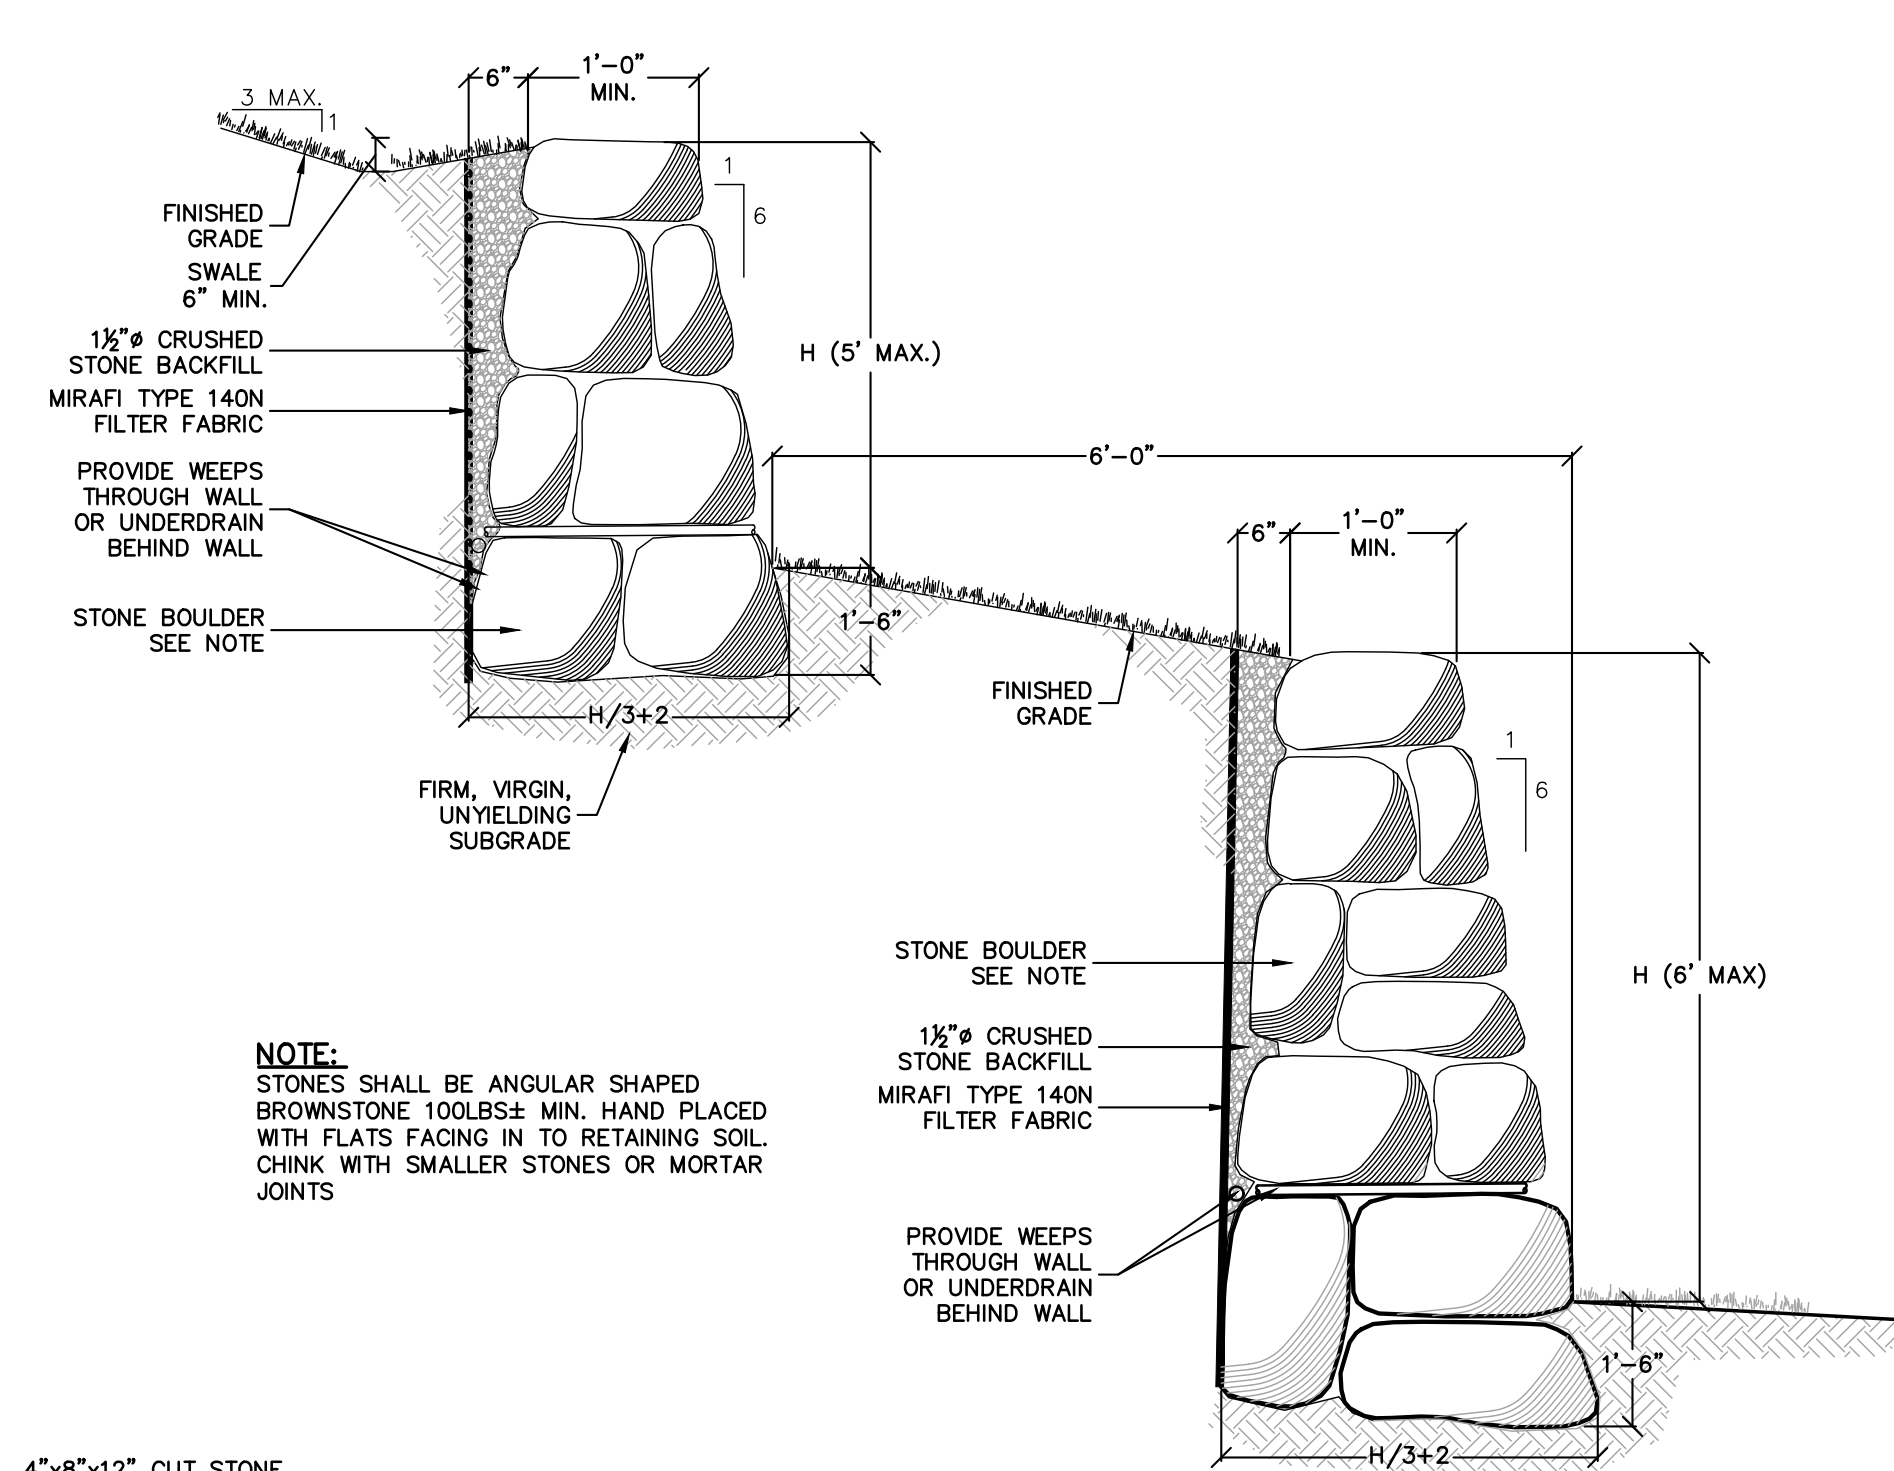 6" 1'-0"
MIN.
3 MAX.
1
FINISHED
GRADE
SWALE
6" MIN.
1½"ø CRUSHED
STONE BACKFILL
MIRAFI TYPE 140N
FILTER FABRIC
PROVIDE WEEPS
THROUGH WALL
OR UNDERDRAIN
BEHIND WALL
STONE BOULDER
SEE NOTE
1
6
H (5' MAX.)
1'-6"
H/3+2
FIRM, VIRGIN,
UNYIELDING
SUBGRADE
6'-0"
6" 1'-0"
MIN.
FINISHED
GRADE
1
6
STONE BOULDER
SEE NOTE
H (6' MAX)
1½"ø CRUSHED
STONE BACKFILL
MIRAFI TYPE 140N
FILTER FABRIC
PROVIDE WEEPS
THROUGH WALL
OR UNDERDRAIN
BEHIND WALL
1'-6"
H/3+2
NOTE:
STONES SHALL BE ANGULAR SHAPED
BROWNSTONE 100LBS± MIN. HAND PLACED
WITH FLATS FACING IN TO RETAINING SOIL.
CHINK WITH SMALLER STONES OR MORTAR
JOINTS
4"x8"x12" CUT STONE